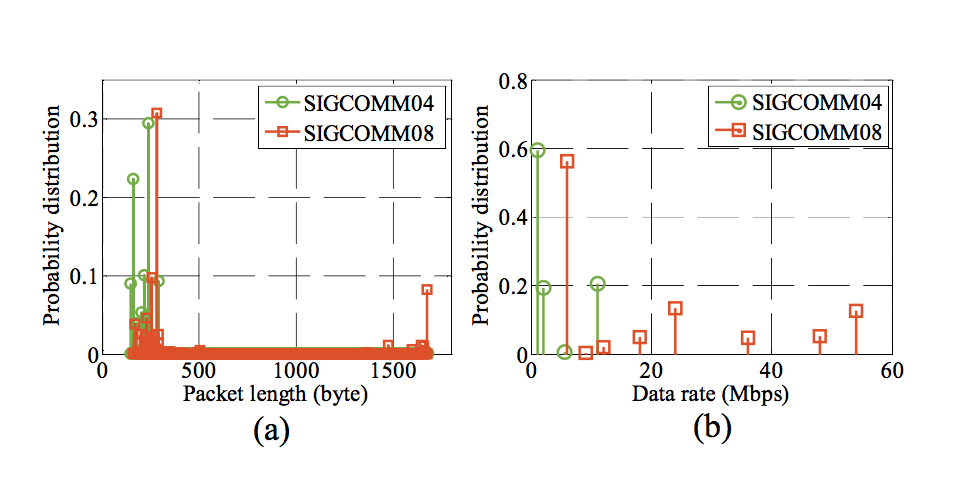 SIGCOMM04
SIGCOMM08
Probability distribution
0.3
0.2
0.1
0
0
500
1000
1500
Packet length (byte)
(a)
SIGCOMM04
SIGCOMM08
Probability distribution
0.8
0.6
0.4
0.2
0
0
20
40
60
Data rate (Mbps)
(b)